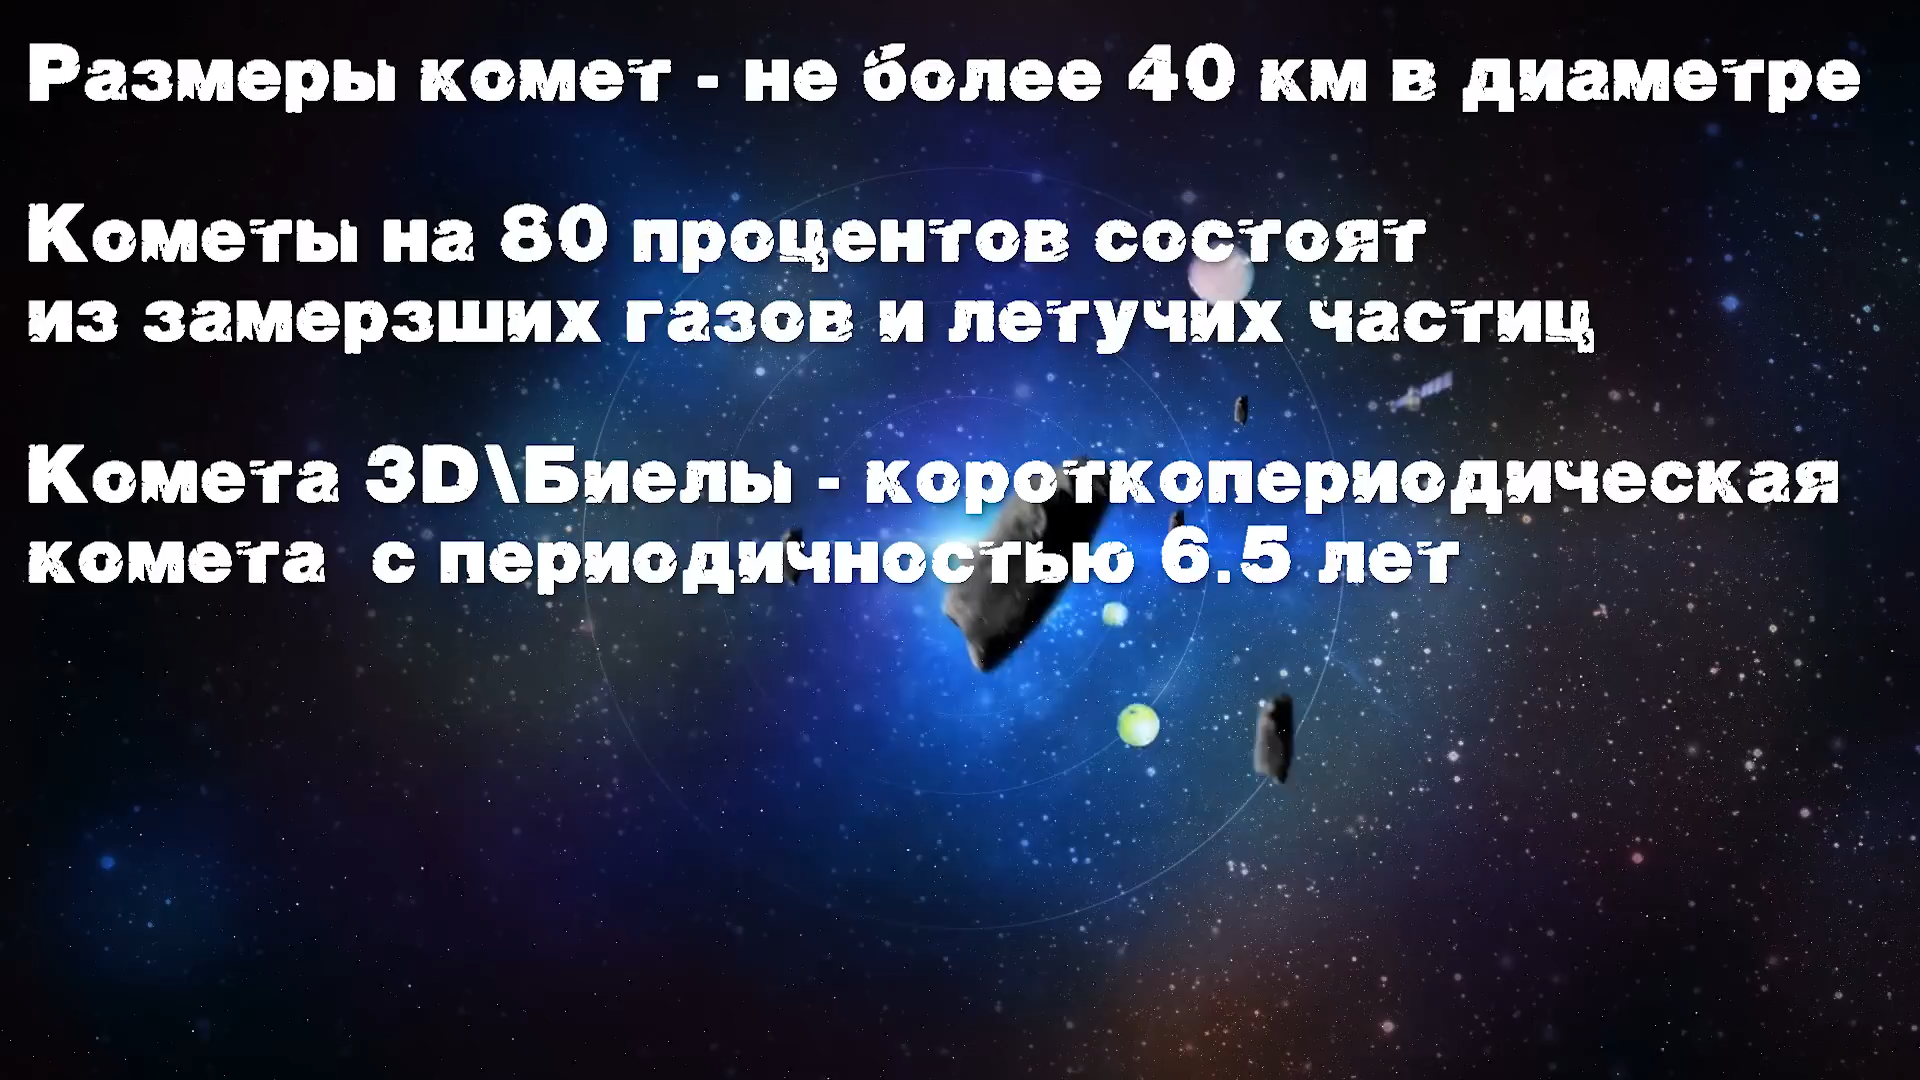 Размеры комет - не более 40 км в диаметре
Кометы на 80 процентов состоят
из замерзших газов и летучих частиц
Комета 3D\Биелы - короткопериодическая
комета с периодичностью 6.5 лет